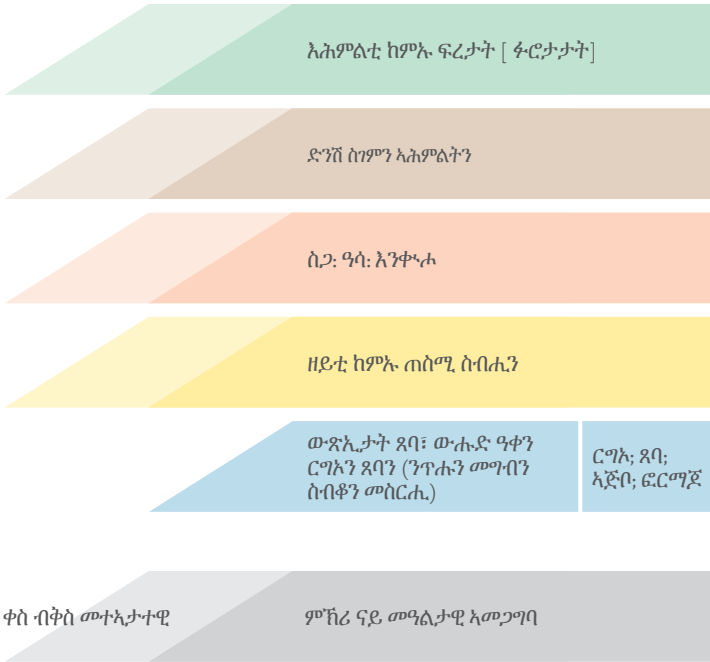 እሕምልቲ ከምኡ ፍረታት [ ፉሮታታት]
ድንሽ ስገምን ኣሕምልትን
ስጋ: ዓሳ: እንቍሖ
ዘይቲ ከምኡ ጠስሚ ስብሒን
ውጽኢታት ጸባ፣ ውሑድ ዓቀን
ርግኦን ጸባን (ንጥሑን መግብን
ስብቆን መስርሒ)
ርግኦ; ጸባ;
ኣጅቦ; ፎርማጆ
ቀስ ብቅስ መተኣታተዊ
ምኽሪ ናይ መዓልታዊ ኣመጋግባ